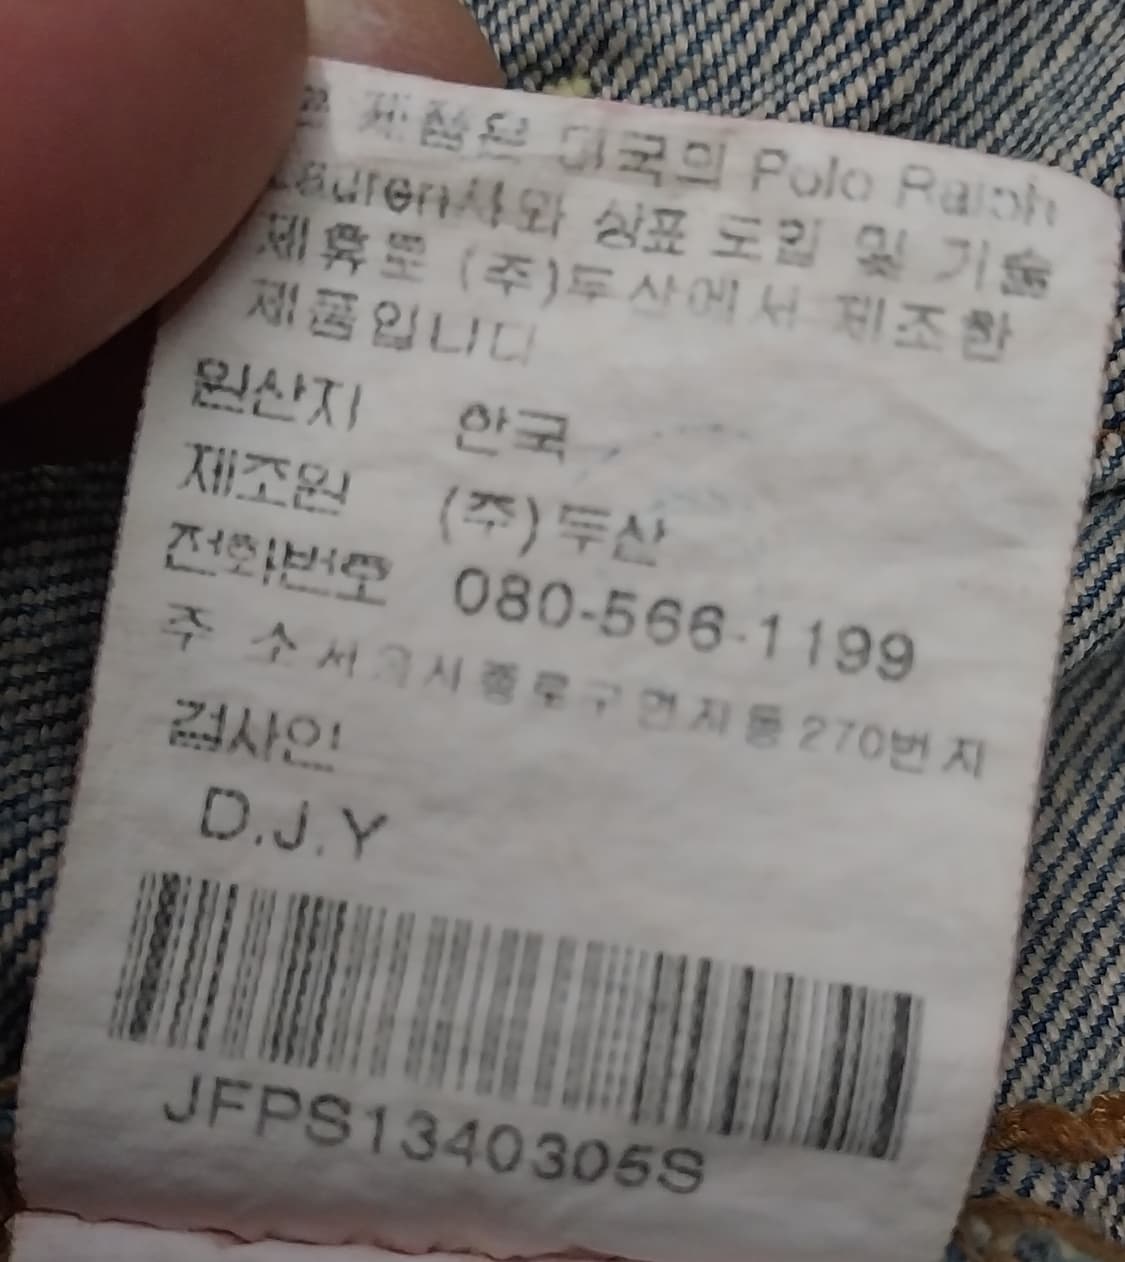 본 제품은 미국의 Polo Ralph
Lauren사와 상표 도입 및 기술
제휴로 (주)두산에서 제조한
제품입니다
원산지 한국
제조원 (주)두산
전화번호 080-566-1199
주 소 서울시종로구연지동270번지
검사인
D.J.Y
JFPS1340305S